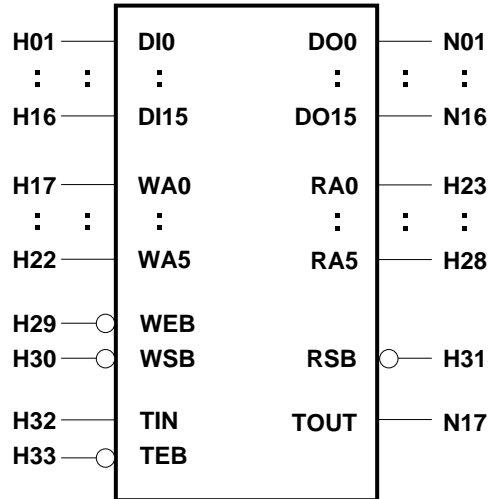 H01 DI0 DO0 N01
: : : : : :
H16 DI15 DO15 N16
H17 WA0 RA0 H23
: : : : : :
H22 WA5 RA5 H28
H29 WEB
H30 WSB RSB H31
H32 TIN TOUT N17
H33 TEB